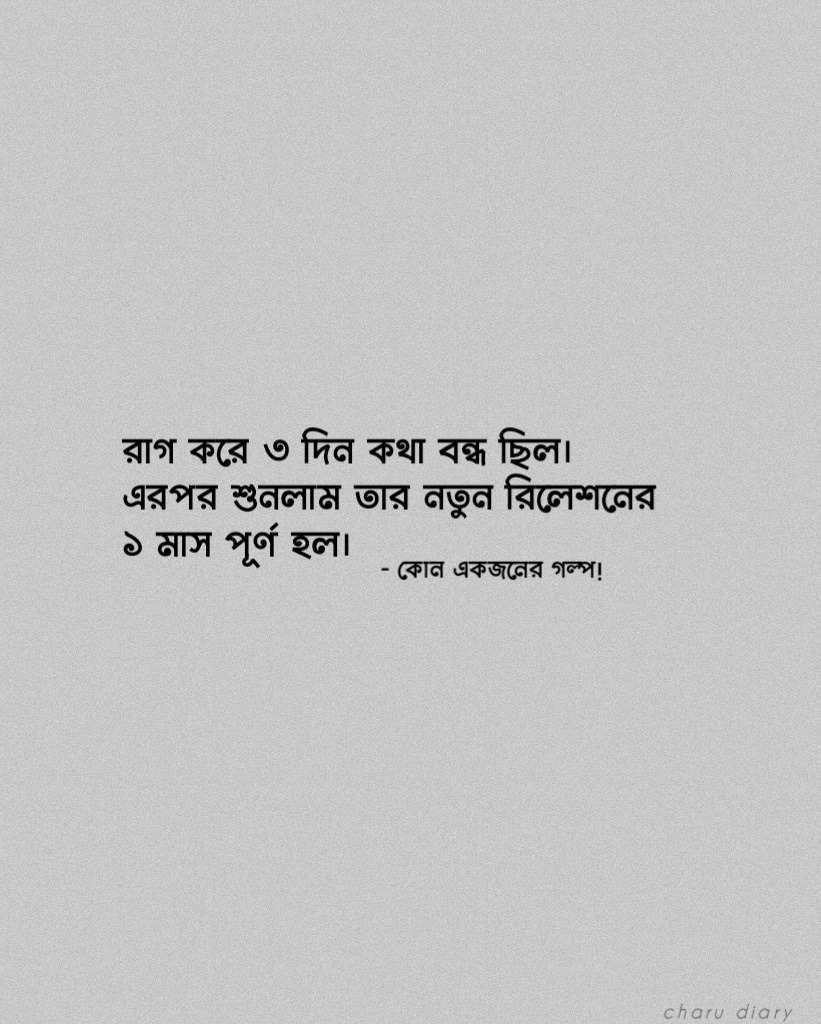 রাগ করে ৩ দিন কথা বন্ধ ছিল।
এরপর শুনলাম তার নতুন রিলেশনের
১ মাস পূর্ণ হল।
- কোন একজনের গল্প!
charu diary